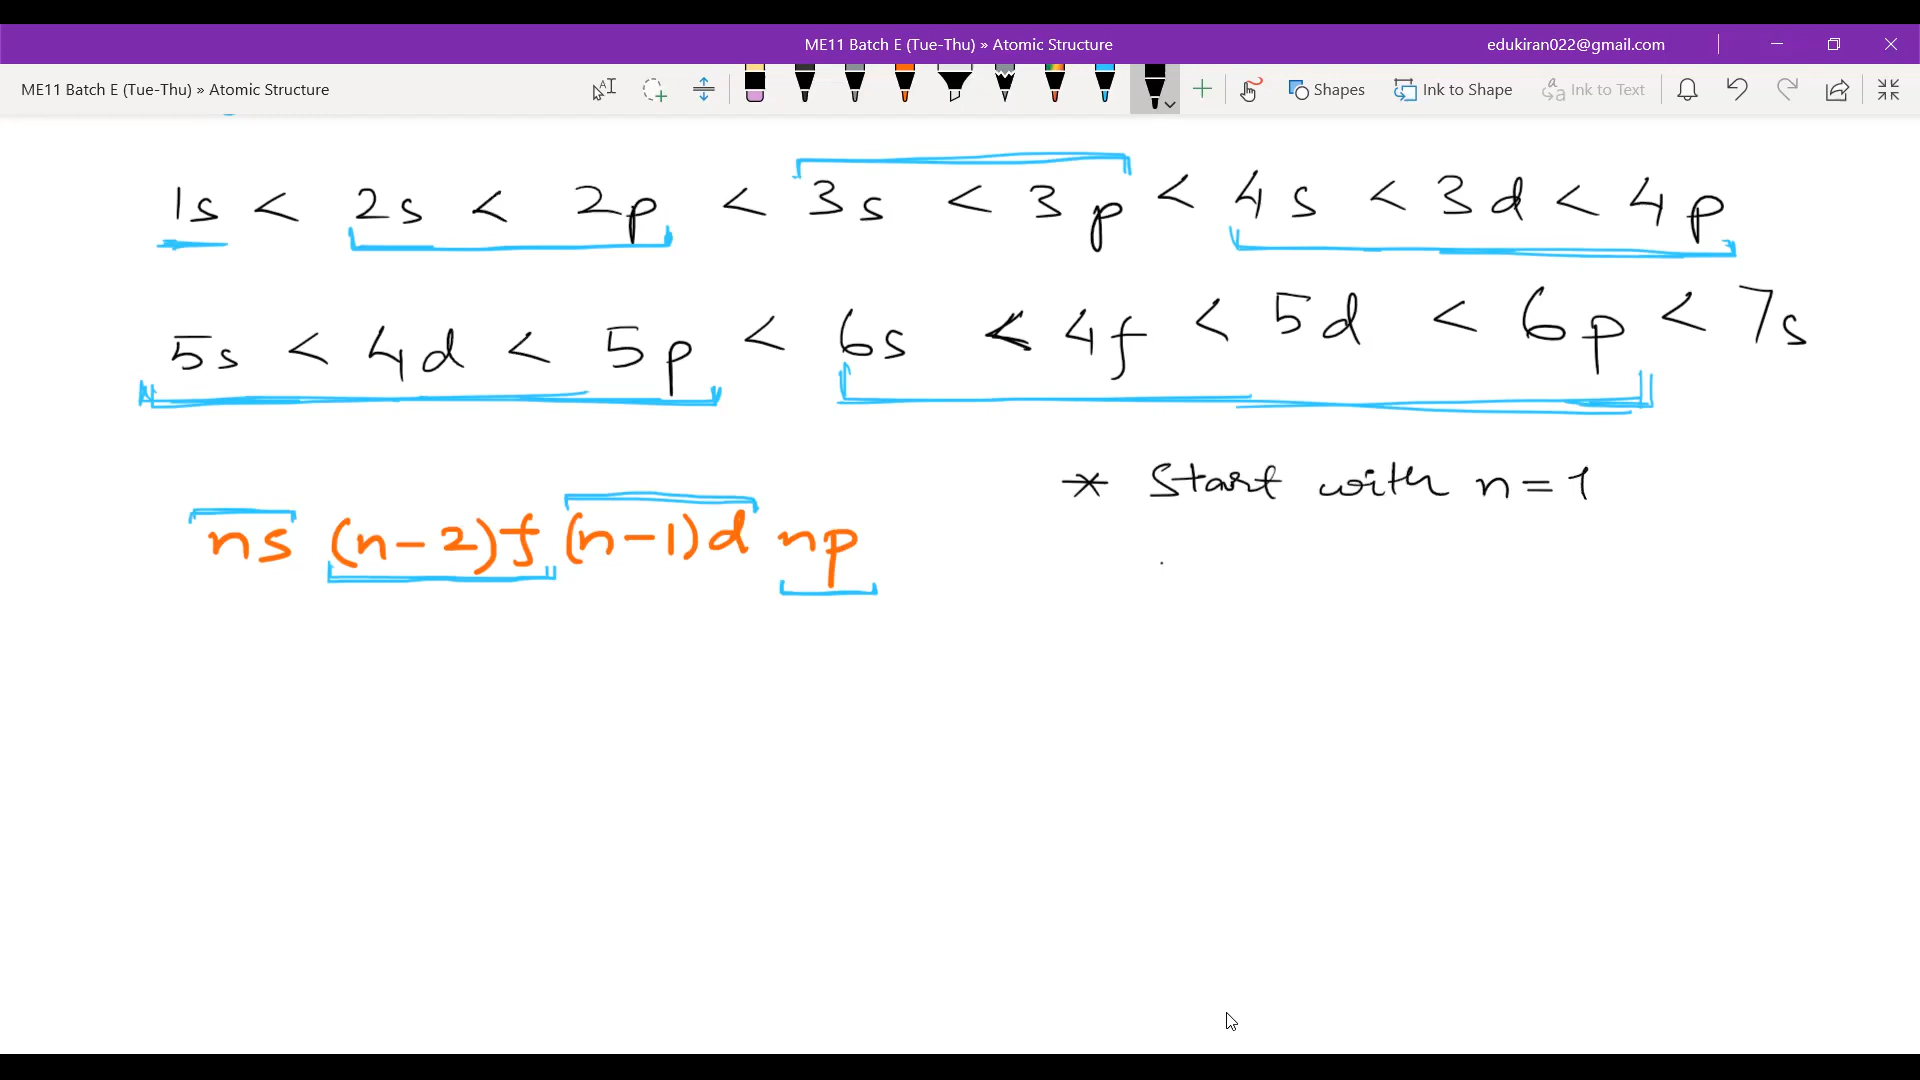 ME11 Batch E (Tue-Thu) » Atomic Structure
edukiran022@gmail.com
ME11 Batch E (Tue-Thu) » Atomic Structure
Shapes
Ink to Shape
Ink to Text
1s < 2s < 2p < 3s < 3p < 4s < 3d < 4p
5s < 4d < 5p < 6s < 4f < 5d < 6p < 7s
* Start with n = 1
ns (n-2)f (n-1)d np